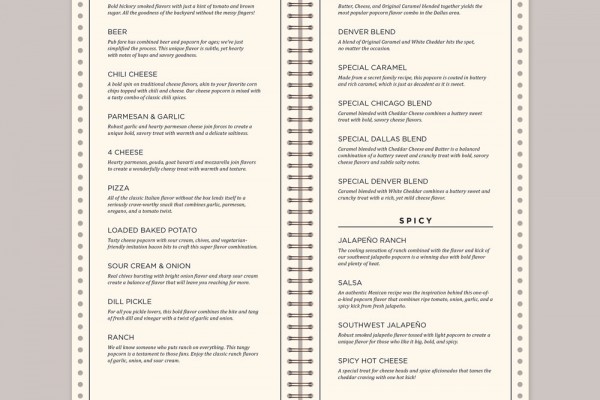 Bold hickory smoked flavors with just a hint of tomato and brown
sugar. All the goodness of the backyard without the messy fingers!
BEER
Pub fare has combined beer and popcorn for ages; we've just
simplified the process. This unique flavor is subtle, yet hearty
with notes of hops and savory goodness.
CHILI CHEESE
A bold spin on traditional cheese flavors, akin to your favorite corn
chips topped with chili and cheese. Our cheese popcorn is mixed with
a tasty combo of classic chili spices.
PARMESAN & GARLIC
Robust garlic and hearty parmesan cheese join forces to create a
unique bold, savory treat with warmth and a delicate saltiness.
4 CHEESE
Hearty parmesan, gouda, goat havarti and mozzarella join flavors
to create a wonderfully cheesy treat with warmth and texture.
PIZZA
All of the classic Italian flavor without the box lends itself to a
seriously crave-worthy snack that combines garlic, parmesan,
oregano, and a tomato twist.
LOADED BAKED POTATO
Tasty cheese popcorn with sour cream, chives, and vegetarian-
friendly imitation bacon bits to craft this super flavor combination.
SOUR CREAM & ONION
Real chives bursting with bright onion flavor and sharp sour cream
create a balance of flavor that will leave you reaching for more.
DILL PICKLE
For all you pickle lovers, this bold flavor combines the bite and tang
of fresh dill and vinegar with a twist of garlic and onion.
RANCH
We all know someone who puts ranch on everything. This tangy
popcorn is a testament to those fans. Enjoy the classic ranch flavors
of garlic, onion, and sour cream.
Butter, Cheese, and Original Caramel blended together yields the
most popular popcorn flavor combo in the Dallas area.
DENVER BLEND
A blend of Original Caramel and White Cheddar hits the spot,
no matter the occasion.
SPECIAL CARAMEL
Made from a secret family recipe, this popcorn is coated in buttery
and rich caramel, which is just as decadent as it is sweet.
SPECIAL CHICAGO BLEND
Caramel blended with Cheddar Cheese combines a buttery sweet
treat with bold, savory cheese flavors.
SPECIAL DALLAS BLEND
Caramel blended with Cheddar Cheese and Butter is a balanced
combination of a buttery sweet and crunchy treat with bold, savory
cheese flavors and subtle salty notes.
SPECIAL DENVER BLEND
Caramel blended with White Cheddar combines a buttery sweet and
crunchy treat with a rich, yet mild cheese flavor.
SPICY
JALAPEÑO RANCH
The cooling sensation of ranch combined with the flavor and kick of
our southwest jalapeño popcorn is a winning duo with bold flavor
and plenty of heat.
SALSA
An authentic Mexican recipe was the inspiration behind this one-of-
a-kind popcorn flavor that combines ripe tomato, onion, garlic, and a
spicy kick from fresh jalapeño.
SOUTHWEST JALAPEÑO
Robust smoked jalapeño flavor tossed with light popcorn to create a
unique flavor for those who like it big, bold, and spicy.
SPICY HOT CHEESE
A special treat for cheese heads and spice aficionados that tames the
cheddar craving with one hot kick!